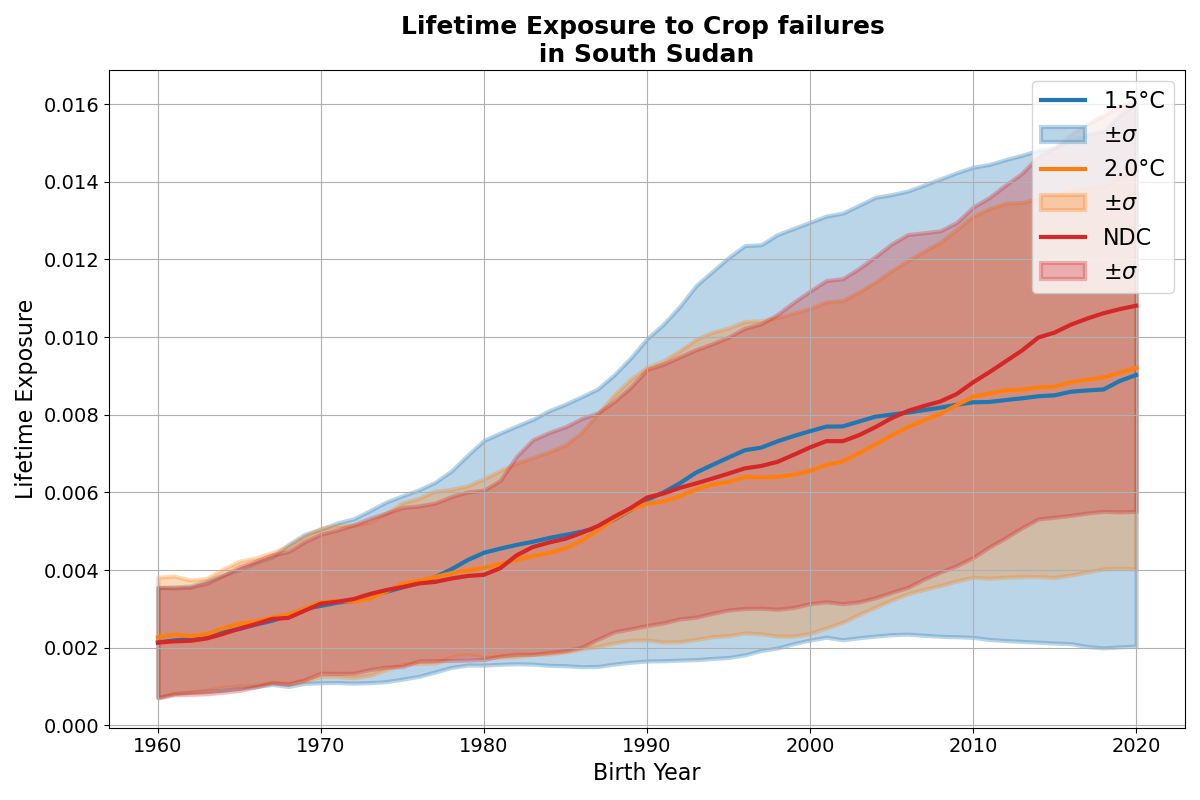 Lifetime Exposure to Crop failures
in South Sudan
1.5°C
±σ
2.0°C
±σ
NDC
±σ
Lifetime Exposure
0.016
0.014
0.012
0.010
0.008
0.006
0.004
0.002
0.000
1960 1970 1980 1990 2000 2010 2020
Birth Year